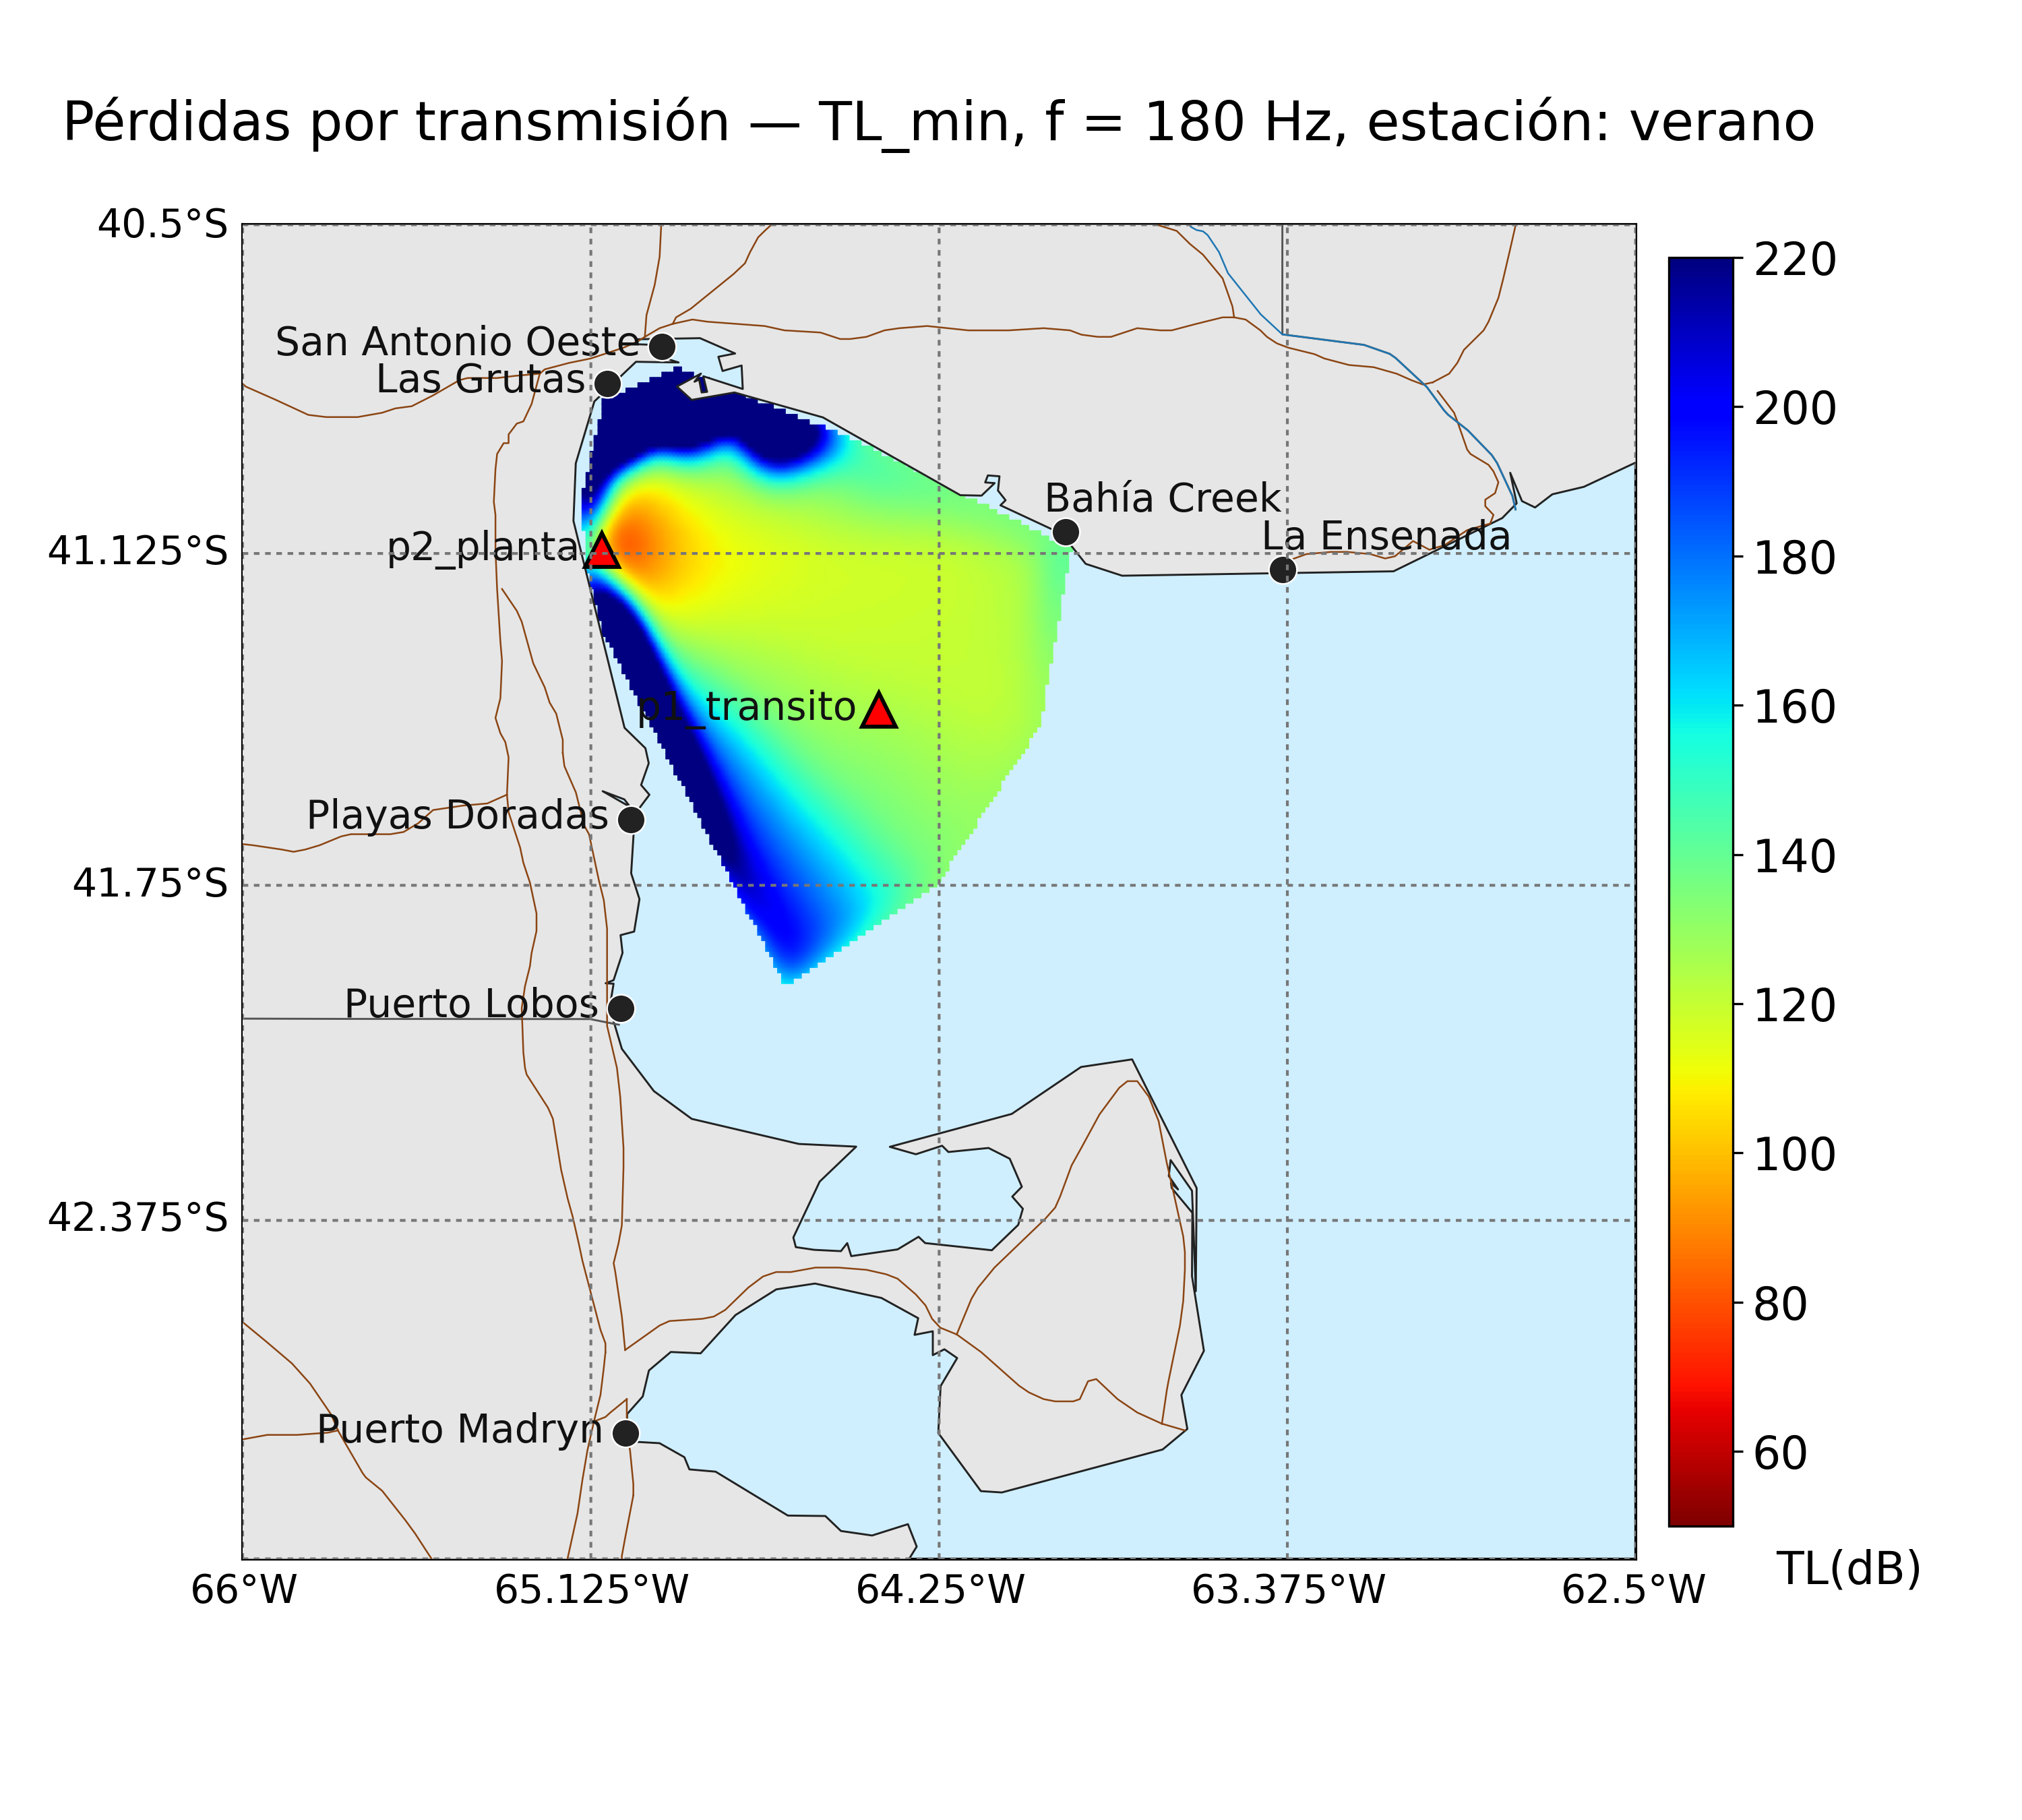 Pérdidas por transmisión — TL_min, f = 180 Hz, estación: verano
40.5°S
220
San Antonio Oeste
Las Grutas
200
Bahía Creek
La Ensenada
p2_planta
41.125°S
180
p1_transito
160
Playas Doradas
140
41.75°S
Puerto Lobos
120
100
42.375°S
80
Puerto Madryn
60
TL(dB)
66°W
65.125°W
64.25°W
63.375°W
62.5°W